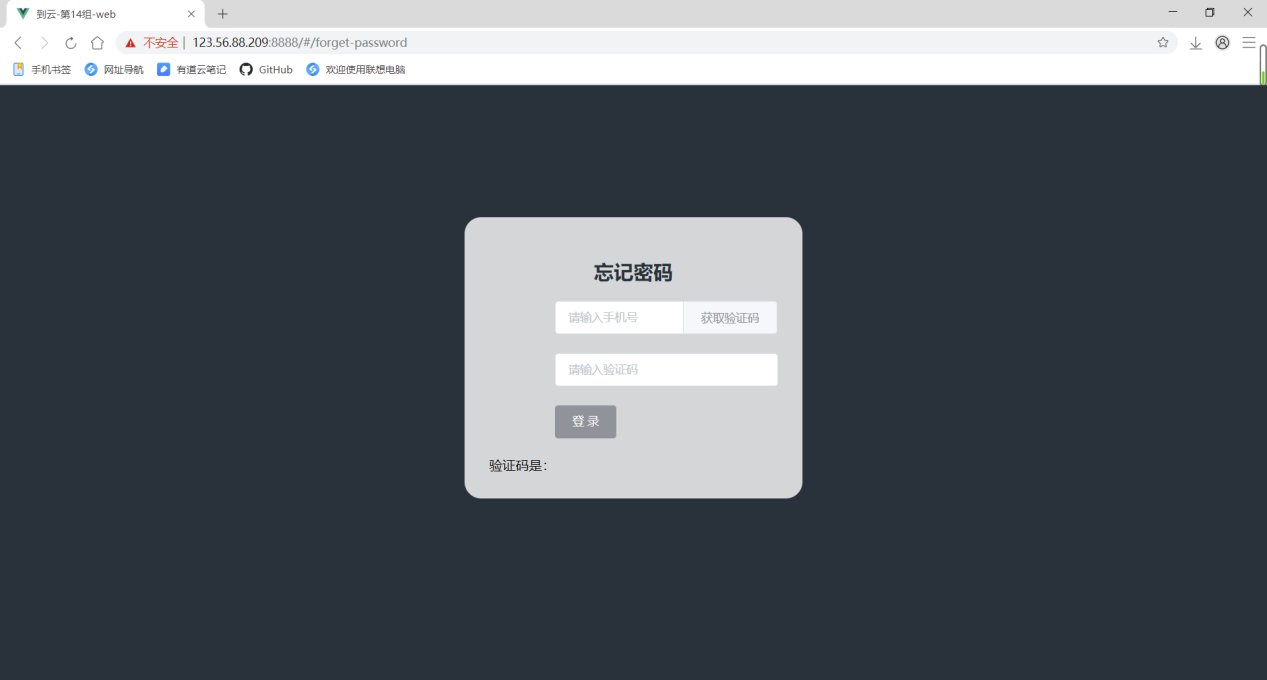 到云-第14组-web
不安全 | 123.56.88.209:8888/#/forget-password
手机书签 网址导航 有道云笔记 GitHub 欢迎使用联想电脑
忘记密码
请输入手机号 获取验证码
请输入验证码
登录
验证码是：